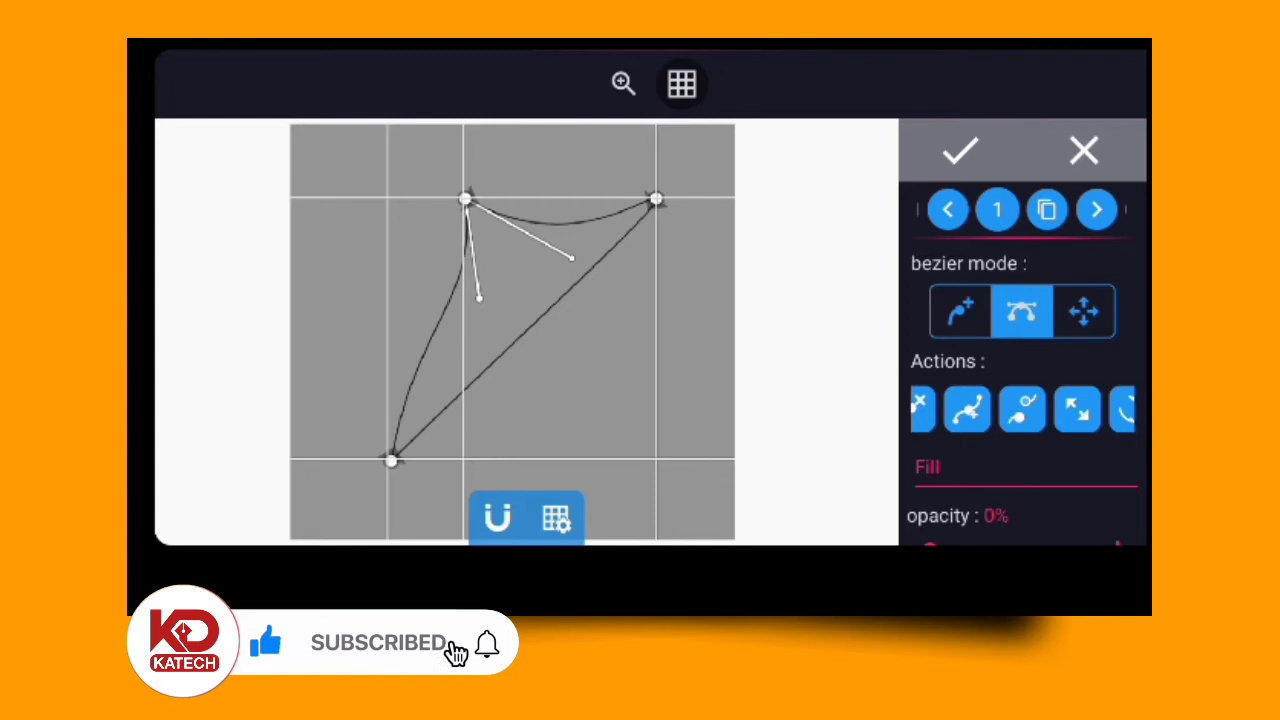 1
bezier mode :
Actions :
Fill
opacity : 0%
KD
KATECH
SUBSCRIBED